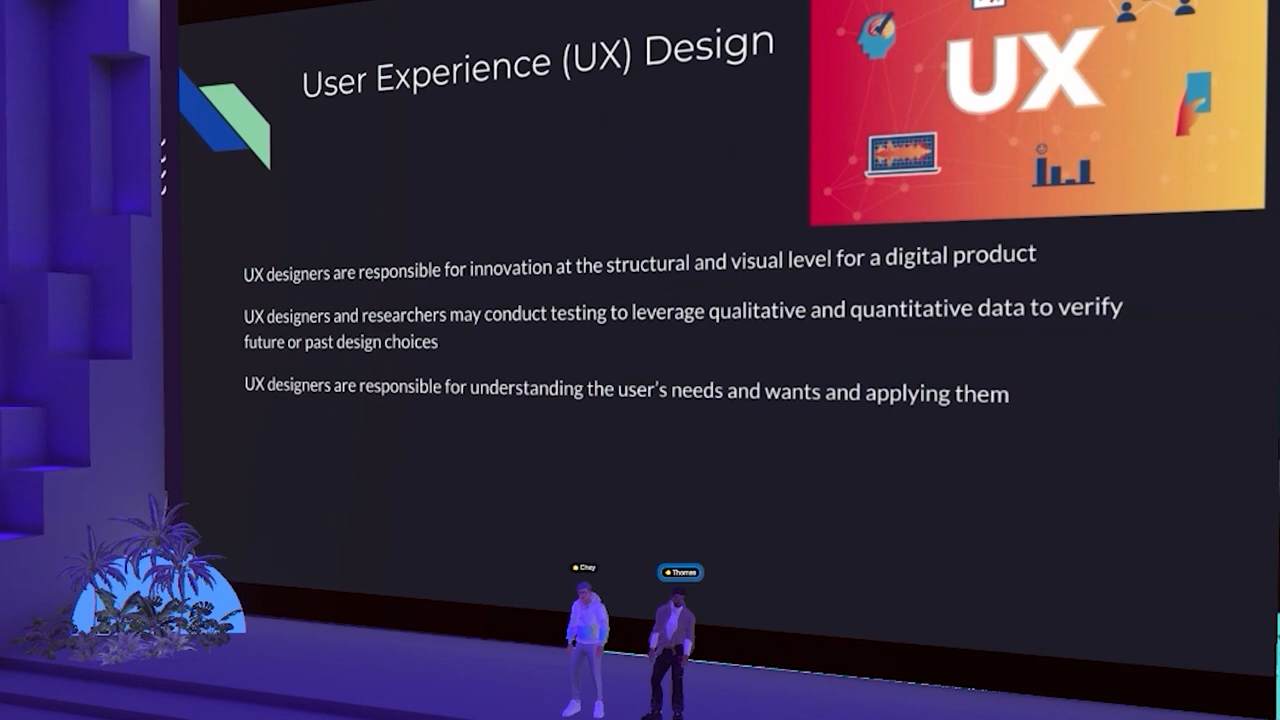 User Experience (UX) Design
UX
UX designers are responsible for innovation at the structural and visual level for a digital product
UX designers and researchers may conduct testing to leverage qualitative and quantitative data to verify
future or past design choices
UX designers are responsible for understanding the user's needs and wants and applying them
Chey
Thomas